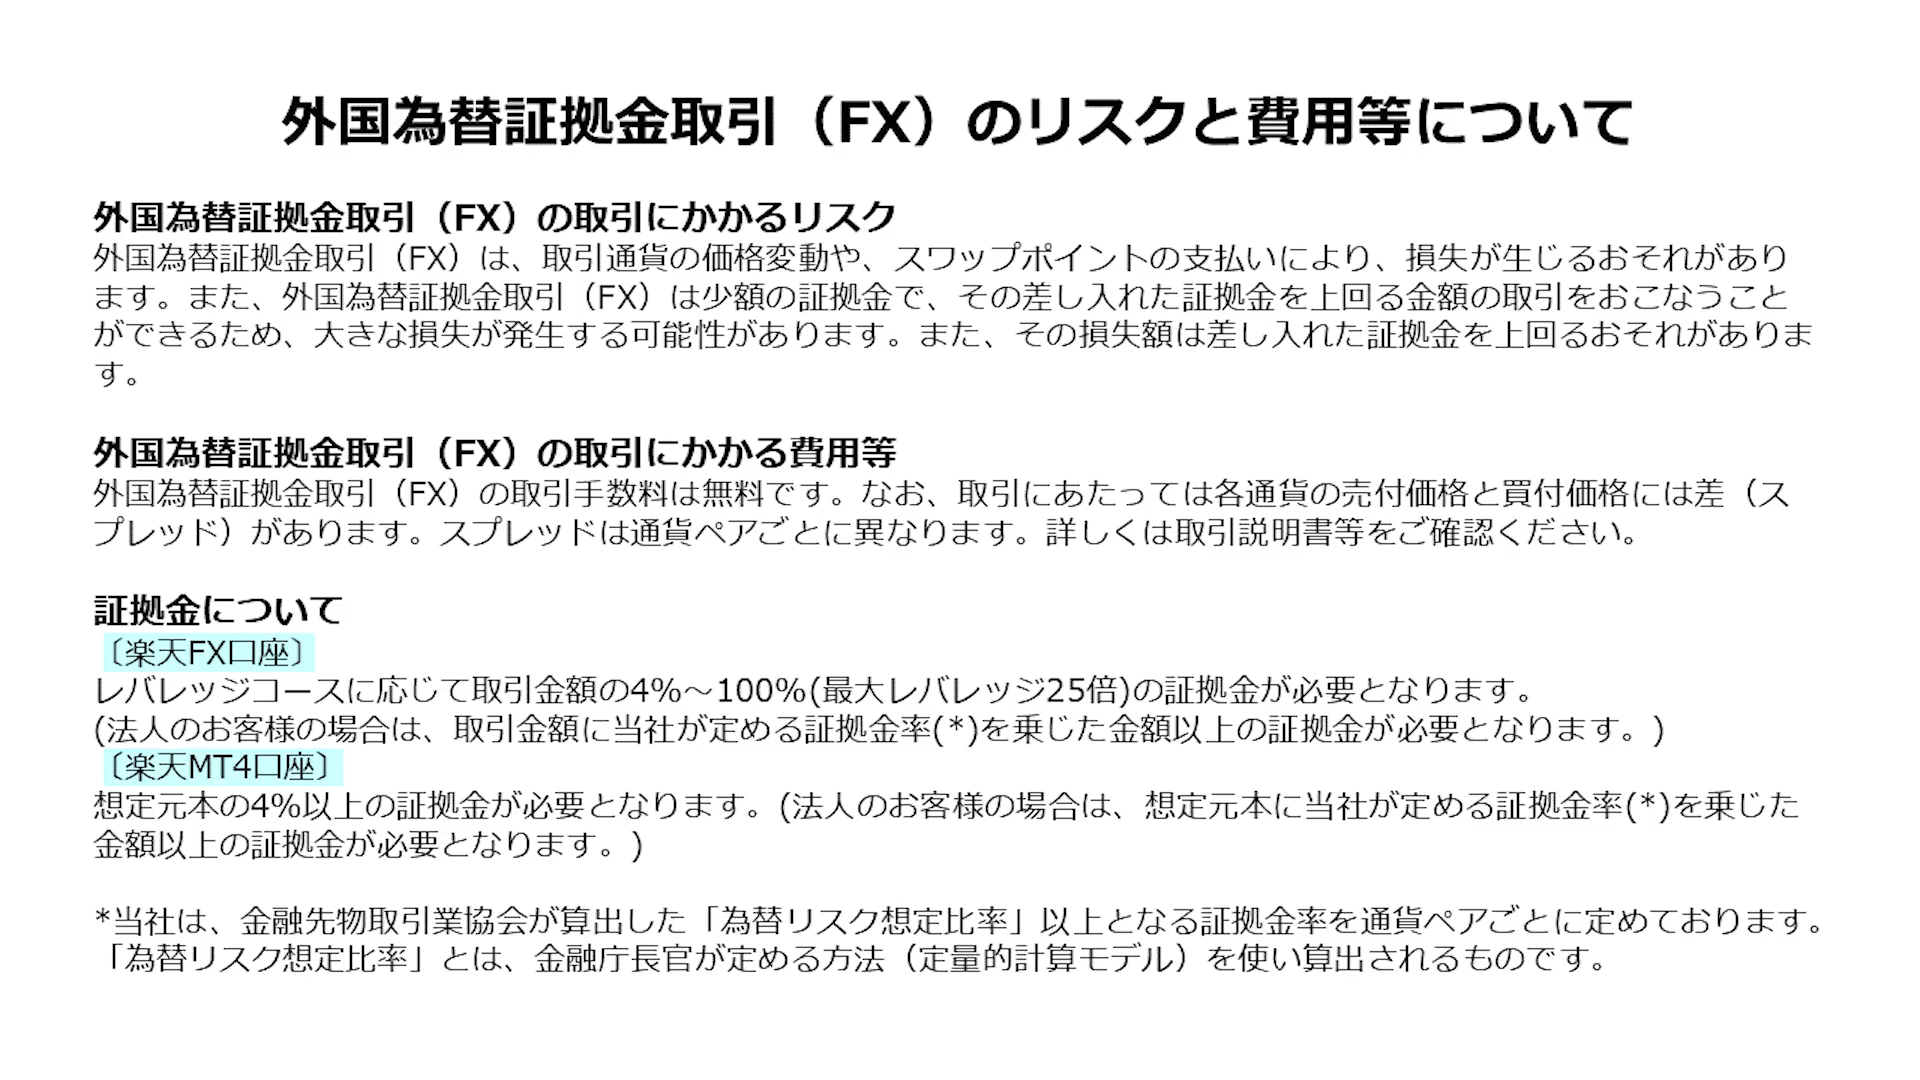 外国為替証拠金取引（FX）のリスクと費用等について
外国為替証拠金取引（FX）の取引にかかるリスク
外国為替証拠金取引（FX）は、取引通貨の価格変動や、スワップポイントの支払いにより、損失が生じるおそれがあり
ます。また、外国為替証拠金取引（FX）は少額の証拠金で、その差し入れた証拠金を上回る金額の取引をおこなうこと
ができるため、大きな損失が発生する可能性があります。また、その損失額は差し入れた証拠金を上回るおそれがありま
す。
外国為替証拠金取引（FX）の取引にかかる費用等
外国為替証拠金取引（FX）の取引手数料は無料です。なお、取引にあたっては各通貨の売付価格と買付価格には差（ス
プレッド）があります。スプレッドは通貨ペアごとに異なります。詳しくは取引説明書等をご確認ください。
証拠金について
〔楽天FX口座〕
レバレッジコースに応じて取引金額の4%～100%(最大レバレッジ25倍)の証拠金が必要となります。
(法人のお客様の場合は、取引金額に当社が定める証拠金率(*)を乗じた金額以上の証拠金が必要となります。)
〔楽天MT4口座〕
想定元本の4%以上の証拠金が必要となります。(法人のお客様の場合は、想定元本に当社が定める証拠金率(*)を乗じた
金額以上の証拠金が必要となります。)
*当社は、金融先物取引業協会が算出した「為替リスク想定比率」以上となる証拠金率を通貨ペアごとに定めております。
「為替リスク想定比率」とは、金融庁長官が定める方法（定量的計算モデル）を使い算出されるものです。